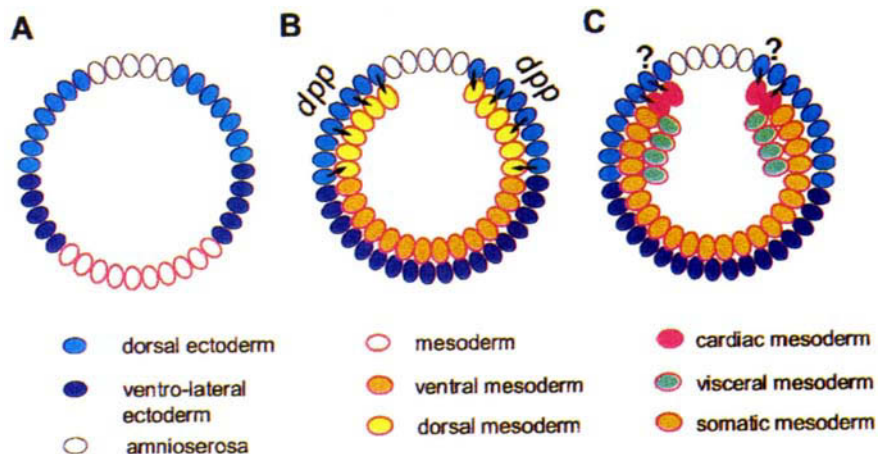 A
B
C
dpp
dpp
?
?
dorsal ectoderm
ventro-lateral
ectoderm
amnioserosa
mesoderm
ventral mesoderm
dorsal mesoderm
cardiac mesoderm
visceral mesoderm
somatic mesoderm